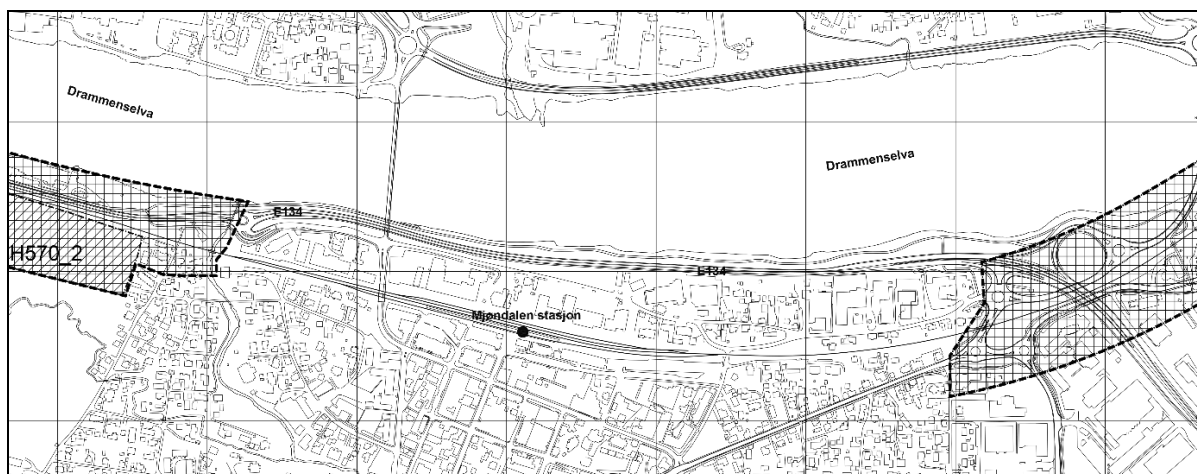 Drammenselva
Drammenselva
E134
H570_2
E134
Mjøndalen stasjon